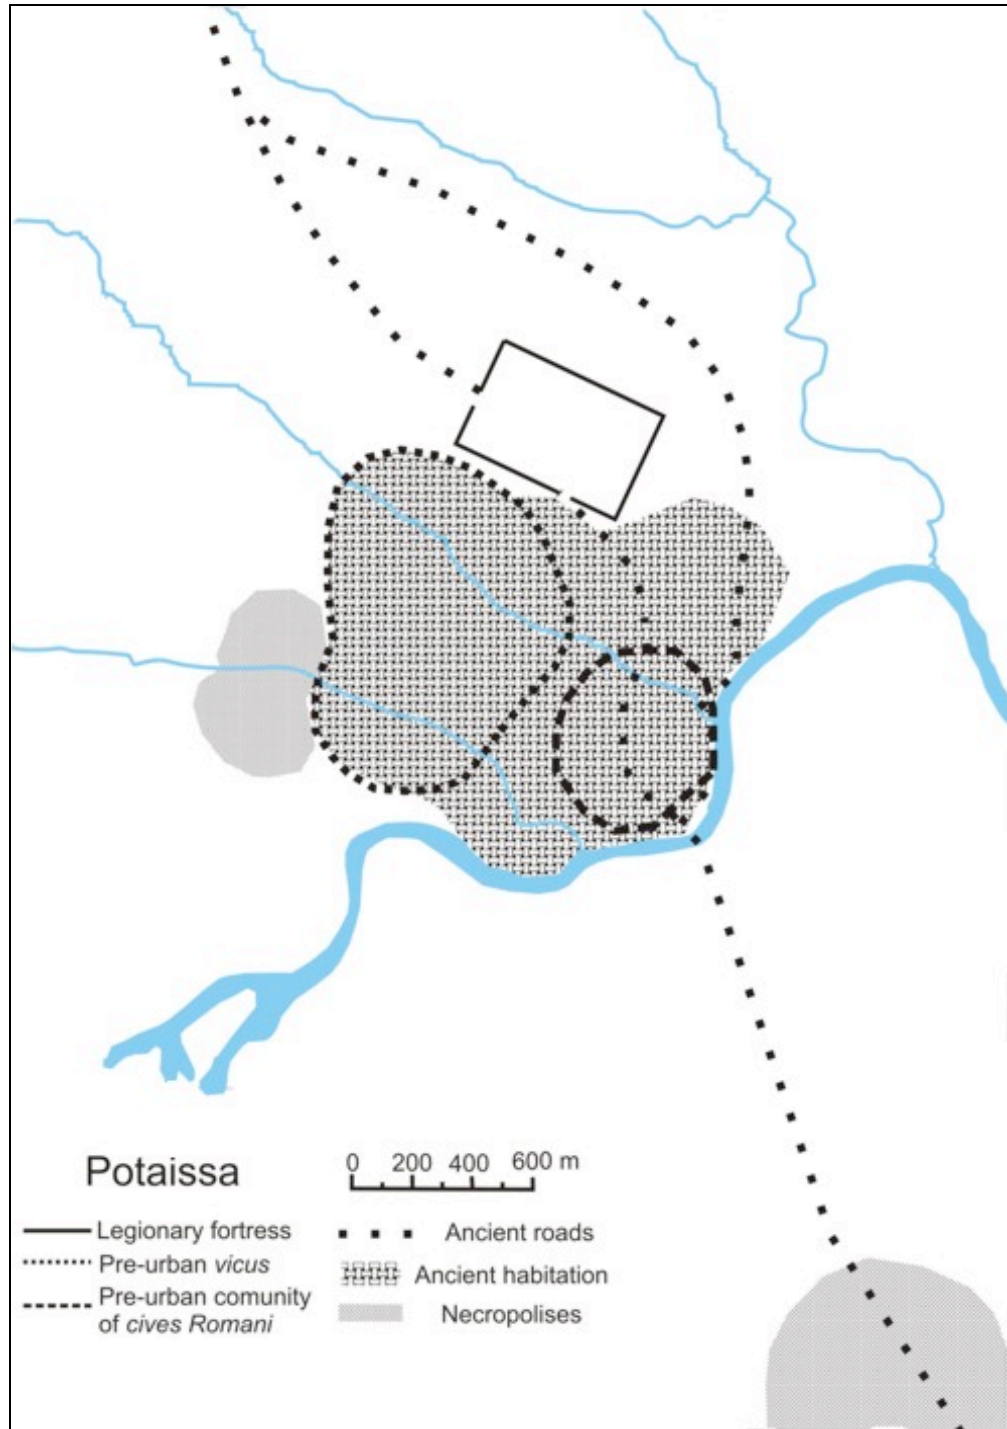 Potaissa
0 200 400 600 m
Legionary fortress
Pre-urban vicus
Pre-urban comunity
of cives Romani
Ancient roads
Ancient habitation
Necropolises